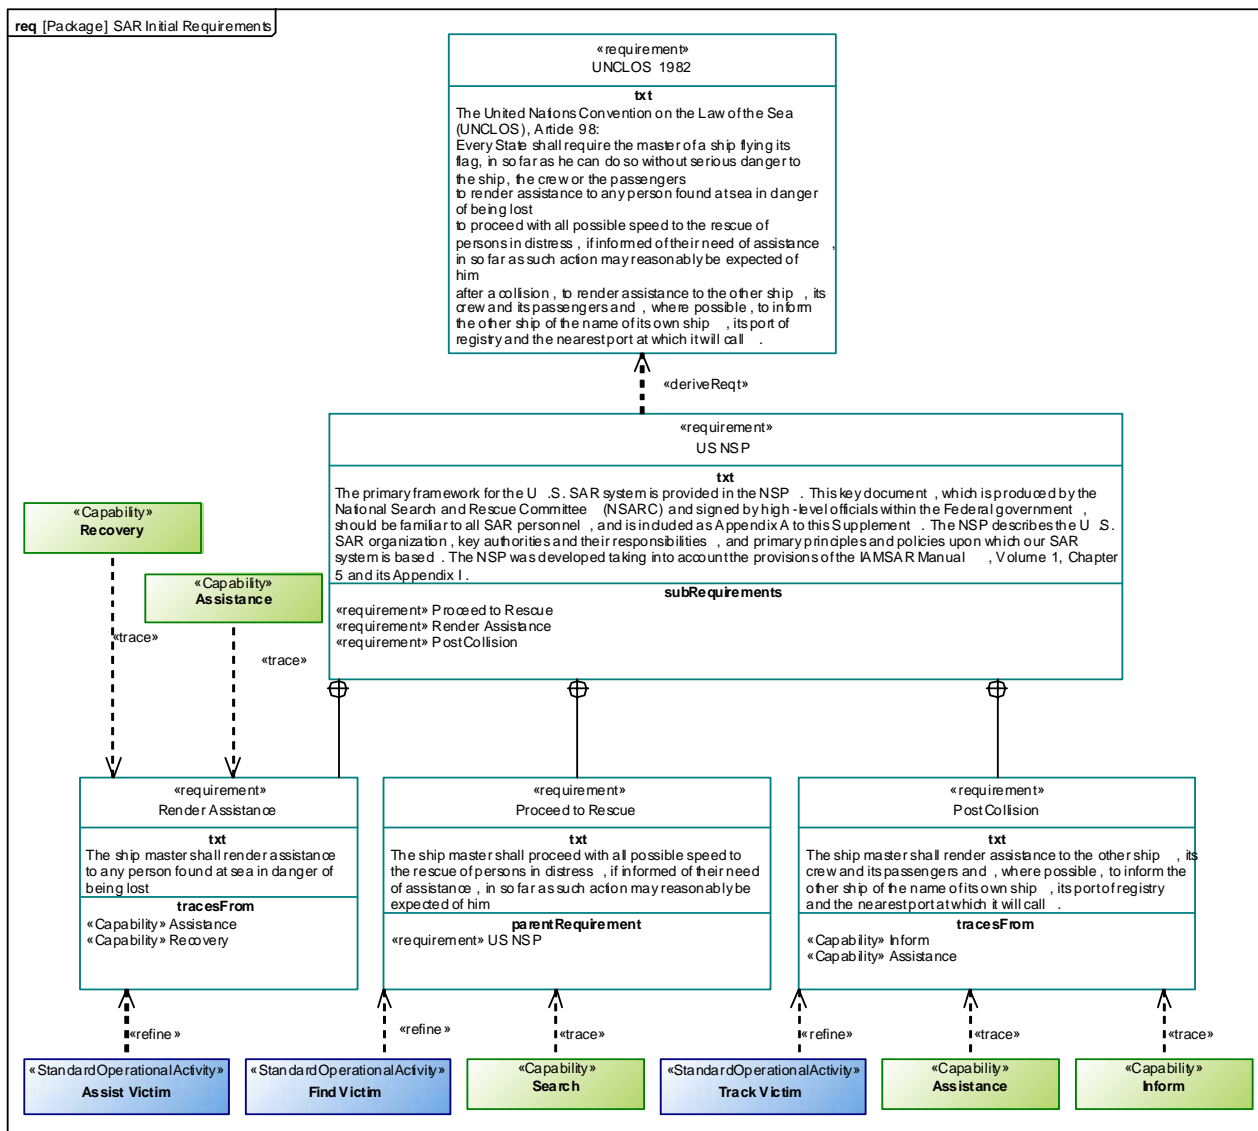 req [Package] SAR Initial Requirements
«requirement»
UNCLOS 1982
txt
The United Nations Convention on the Law of the Sea
(UNCLOS), Article 98:
Every State shall require the master of a ship flying its
flag, in so far as he can do so without serious danger to
the ship, the crew or the passengers
to render assistance to any person found at sea in danger
of being lost
to proceed with all possible speed to the rescue of
persons in distress , if informed of their need of assistance ,
in so far as such action may reasonably be expected of
him
after a collision , to render assistance to the other ship , its
crew and its passengers and , where possible , to inform
the other ship of the name of its own ship , its port of
registry and the nearest port at which it will call .
«deriveReqt»
«requirement»
US NSP
txt
The primary framework for the U .S. SAR system is provided in the NSP . This key document , which is produced by the
National Search and Rescue Committee (NSARC) and signed by high -level officials within the Federal government ,
should be familiar to all SAR personnel , and is included as Appendix A to this Supplement . The NSP describes the U .S.
SAR organization , key authorities and their responsibilities , and primary principles and policies upon which our SAR
system is based . The NSP was developed taking into account the provisions of the IAMSAR Manual , Volume 1, Chapter
5 and its Appendix I .
subRequirements
«requirement» Proceed to Rescue
«requirement» Render Assistance
«requirement» PostCollision
«Capability»
Recovery
«Capability»
Assistance
«trace»
«trace»
«requirement»
Render Assistance
txt
The ship master shall render assistance
to any person found at sea in danger of
being lost
tracesFrom
«Capability» Assistance
«Capability» Recovery
«requirement»
Proceed to Rescue
txt
The ship master shall proceed with all possible speed to
the rescue of persons in distress , if informed of their need
of assistance , in so far as such action may reasonably be
expected of him
parentRequirement
«requirement» US NSP
«requirement»
PostCollision
txt
The ship master shall render assistance to the other ship , its
crew and its passengers and , where possible , to inform the
other ship of the name of its own ship , its port of registry
and the nearest port at which it will call .
tracesFrom
«Capability» Inform
«Capability» Assistance
«refine »
«refine »
«trace»
«refine »
«trace»
«trace»
«StandardOperationalActivity»
Assist Victim
«StandardOperationalActivity»
Find Victim
«Capability»
Search
«StandardOperationalActivity»
Track Victim
«Capability»
Assistance
«Capability»
Inform